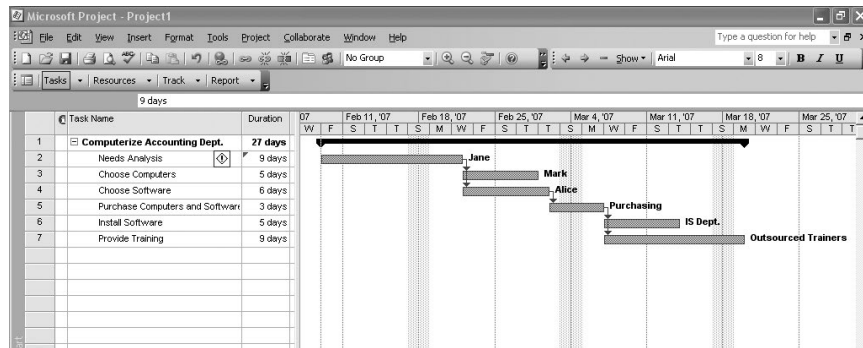 Microsoft Project - Project1
File Edit View Insert Format Tools Project Collaborate Window Help Type a question for help
No Group Show Arial 8 B I U
Tasks Resources Track Report
9 days
Task Name Duration 07 Feb 11, '07 Feb 18, '07 Feb 25, '07 Mar 4, '07 Mar 11, '07 Mar 18, '07 Mar 25, '07
W F S T T S M W F S T T S M W F S T T S M W F S T T
1 Computerize Accounting Dept. 27 days
2 Needs Analysis 9 days Jane
3 Choose Computers 5 days Mark
4 Choose Software 6 days Alice
5 Purchase Computers and Software 3 days Purchasing
6 Install Software 5 days IS Dept.
7 Provide Training 9 days Outsourced Trainers